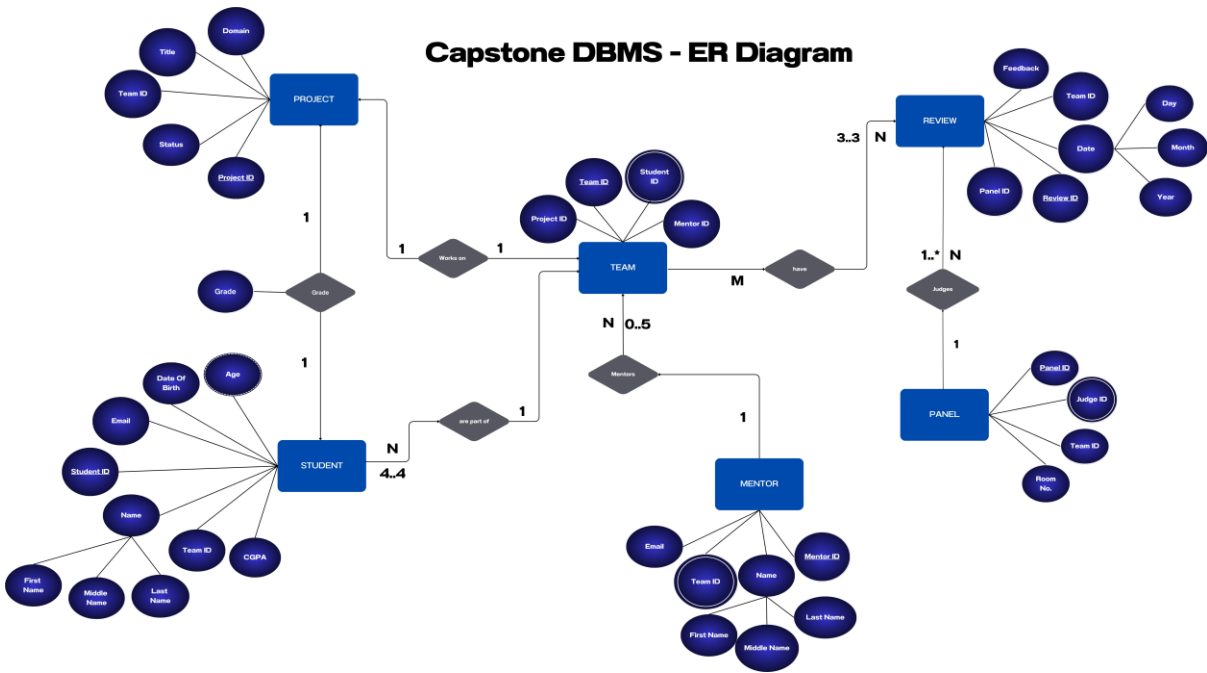 Capstone DBMS - ER Diagram
Domain
Title
Team ID
Status
Project ID
PROJECT
1
1
Works on
1
Grade
Grade
1
Project ID
Team ID
Student
ID
Mentor ID
TEAM
M
have
3..3
N
REVIEW
Feedback
Team ID
Date
Day
Month
Year
Panel ID
Review ID
1..*
N
Judges
1
PANEL
Panel ID
Judge ID
Team ID
Room
No.
N
0..5
Mentors
1
MENTOR
Email
Team ID
Name
Mentor ID
First Name
Middle Name
Last Name
Age
Date Of
Birth
Email
Student ID
Name
First
Name
Middle
Name
Last
Name
Team ID
CGPA
STUDENT
N
4..4
are part of
1